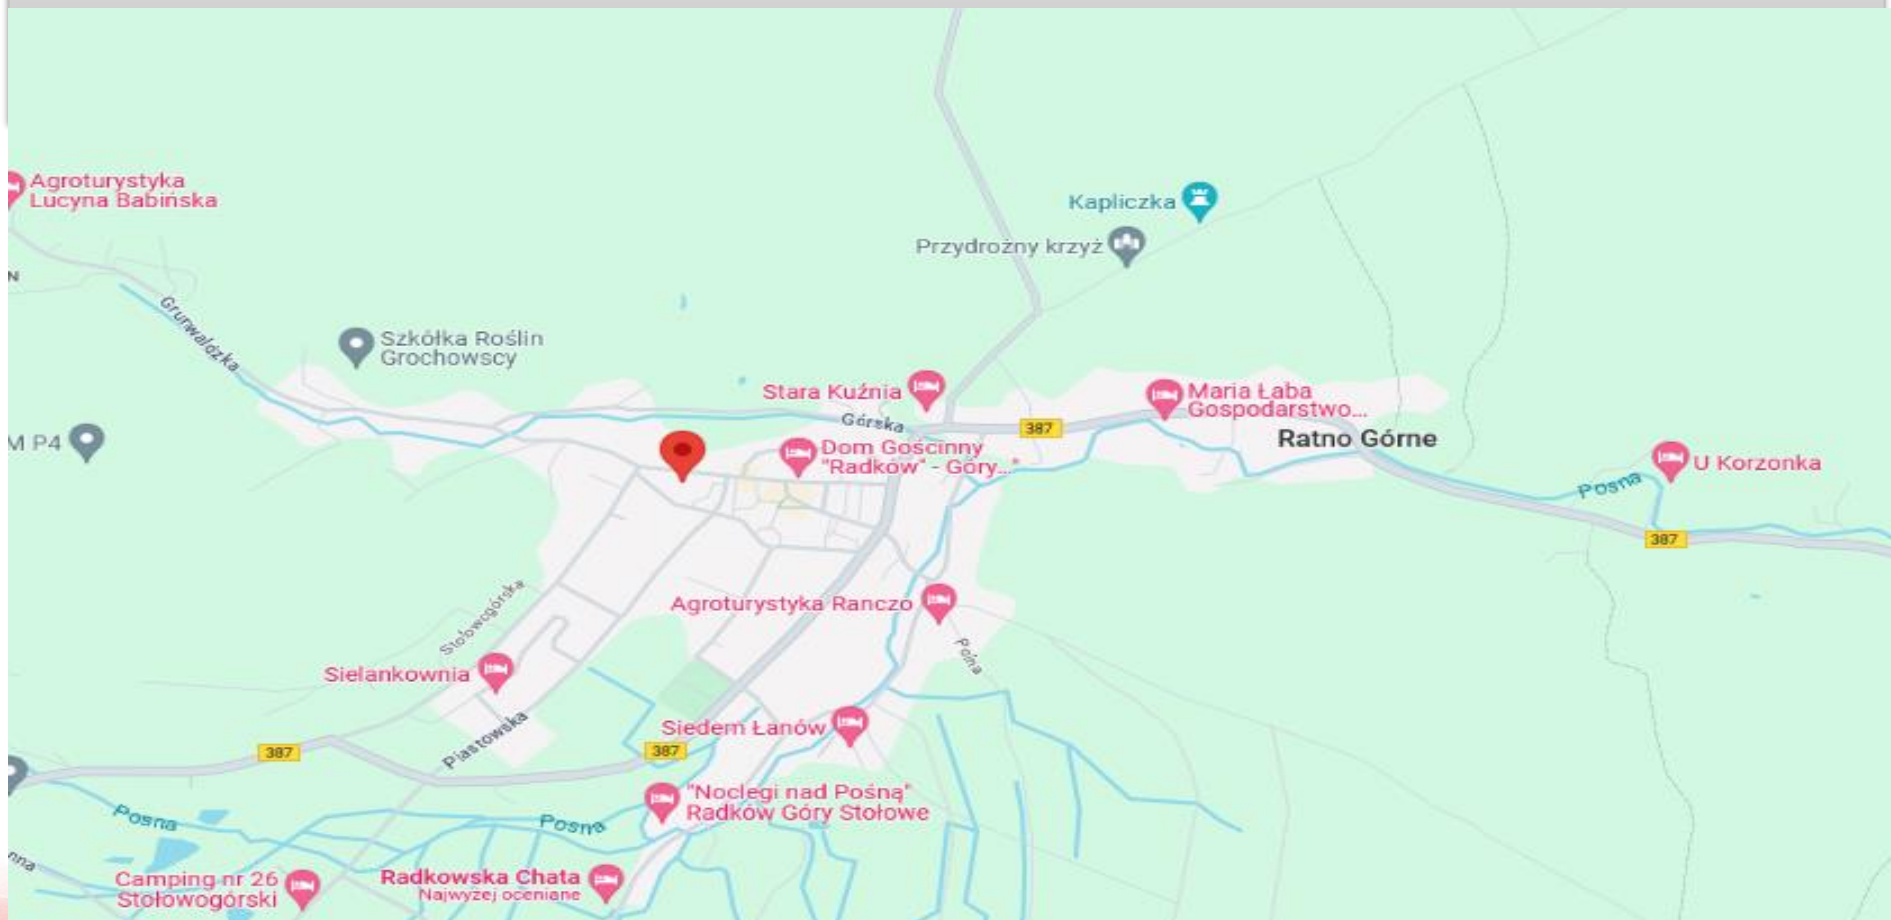 Agroturystyka
Lucyna Babińska
Kapliczka
Przydrożny krzyż
N
Grunwaldzka
Szkółka Roślin
Grochowscy
Stara Kuźnia
Maria Łaba
Gospodarstwo...
Górska
387
Ratno Górne
M P4
Dom Gościnny
"Radków" - Góry..."
U Korzonka
Posna
387
Stołowogórska
Agroturystyka Ranczo
Polna
Sielankownia
Piastowska
Siedem Łanów
387
387
"Noclegi nad Pośną"
Radków Góry Stołowe
Posna
Posna
nna
Camping nr 26
Stołowogórski
Radkowska Chata
Najwyżej oceniane